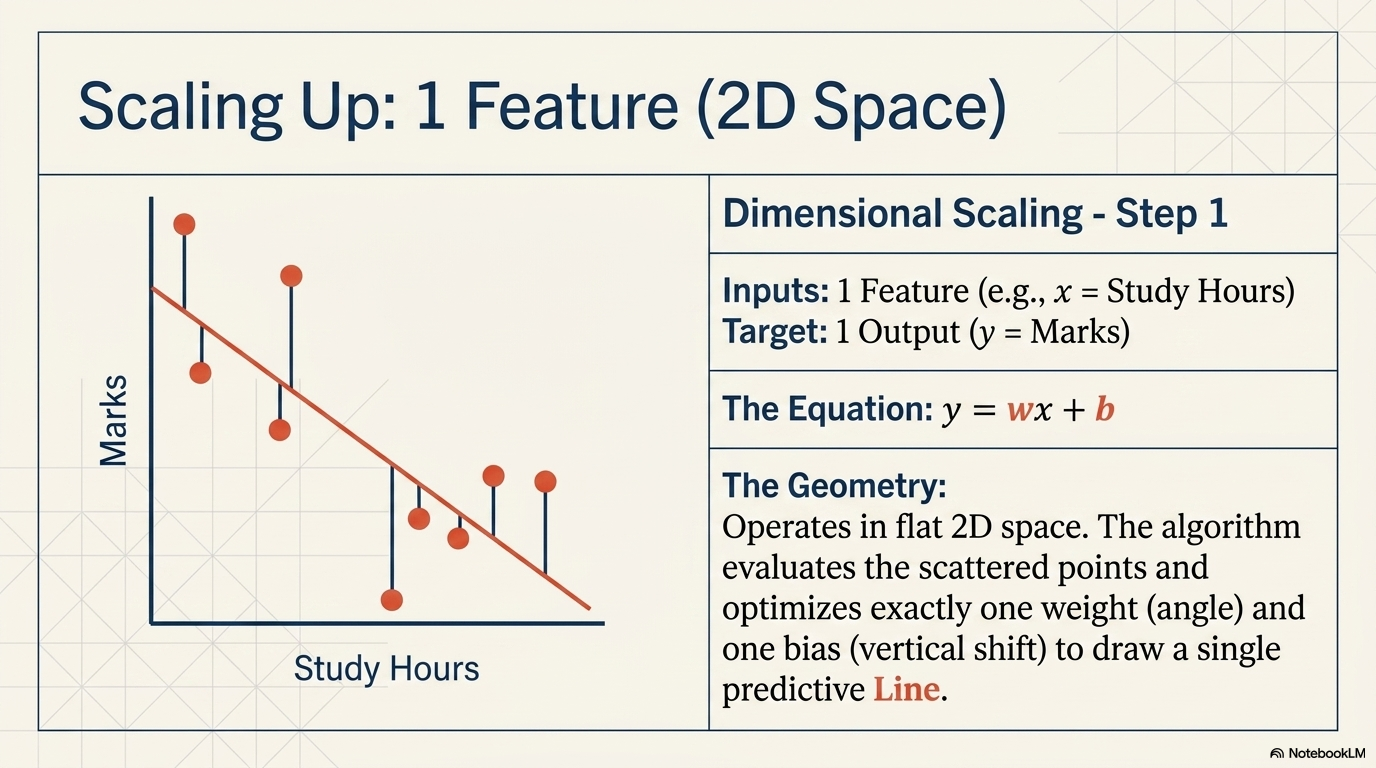 Scaling Up: 1 Feature (2D Space)
Marks
Study Hours
Dimensional Scaling - Step 1
Inputs: 1 Feature (e.g., x = Study Hours)
Target: 1 Output (y = Marks)
The Equation: y = wx + b
The Geometry:
Operates in flat 2D space. The algorithm
evaluates the scattered points and
optimizes exactly one weight (angle) and
one bias (vertical shift) to draw a single
predictive Line.
NotebookLM